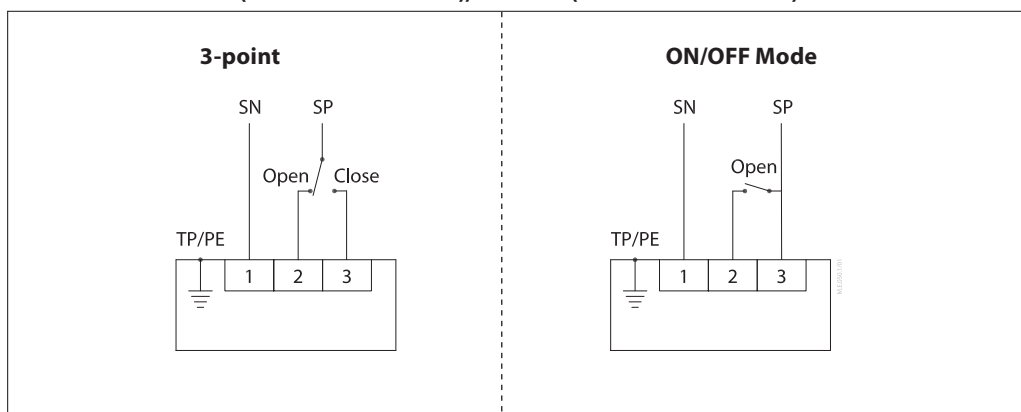 3-point
SN SP
Open Close
TP/PE
1 2 3
ON/OFF Mode
SN SP
Open
TP/PE
1 2 3